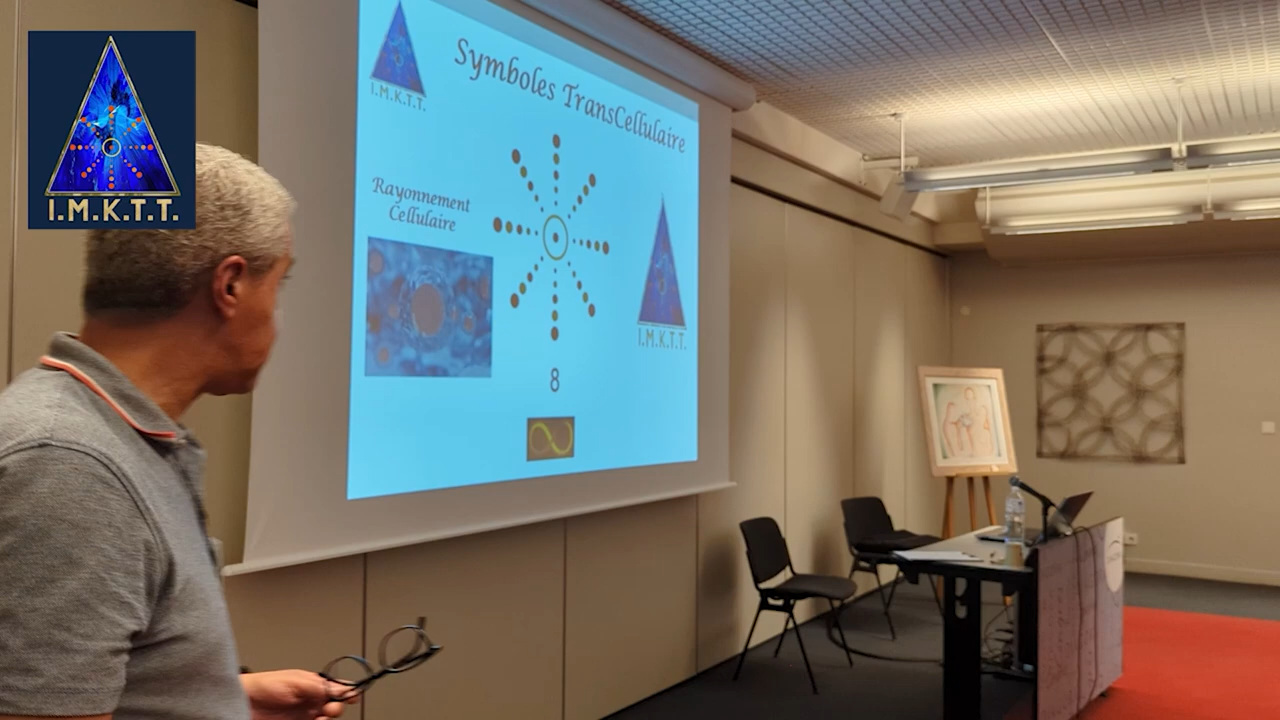 I.M.K.T.T.
I.M.K.T.T.
Symboles TransCellulaire
Rayonnement
Cellulaire
I.M.K.T.T.
8